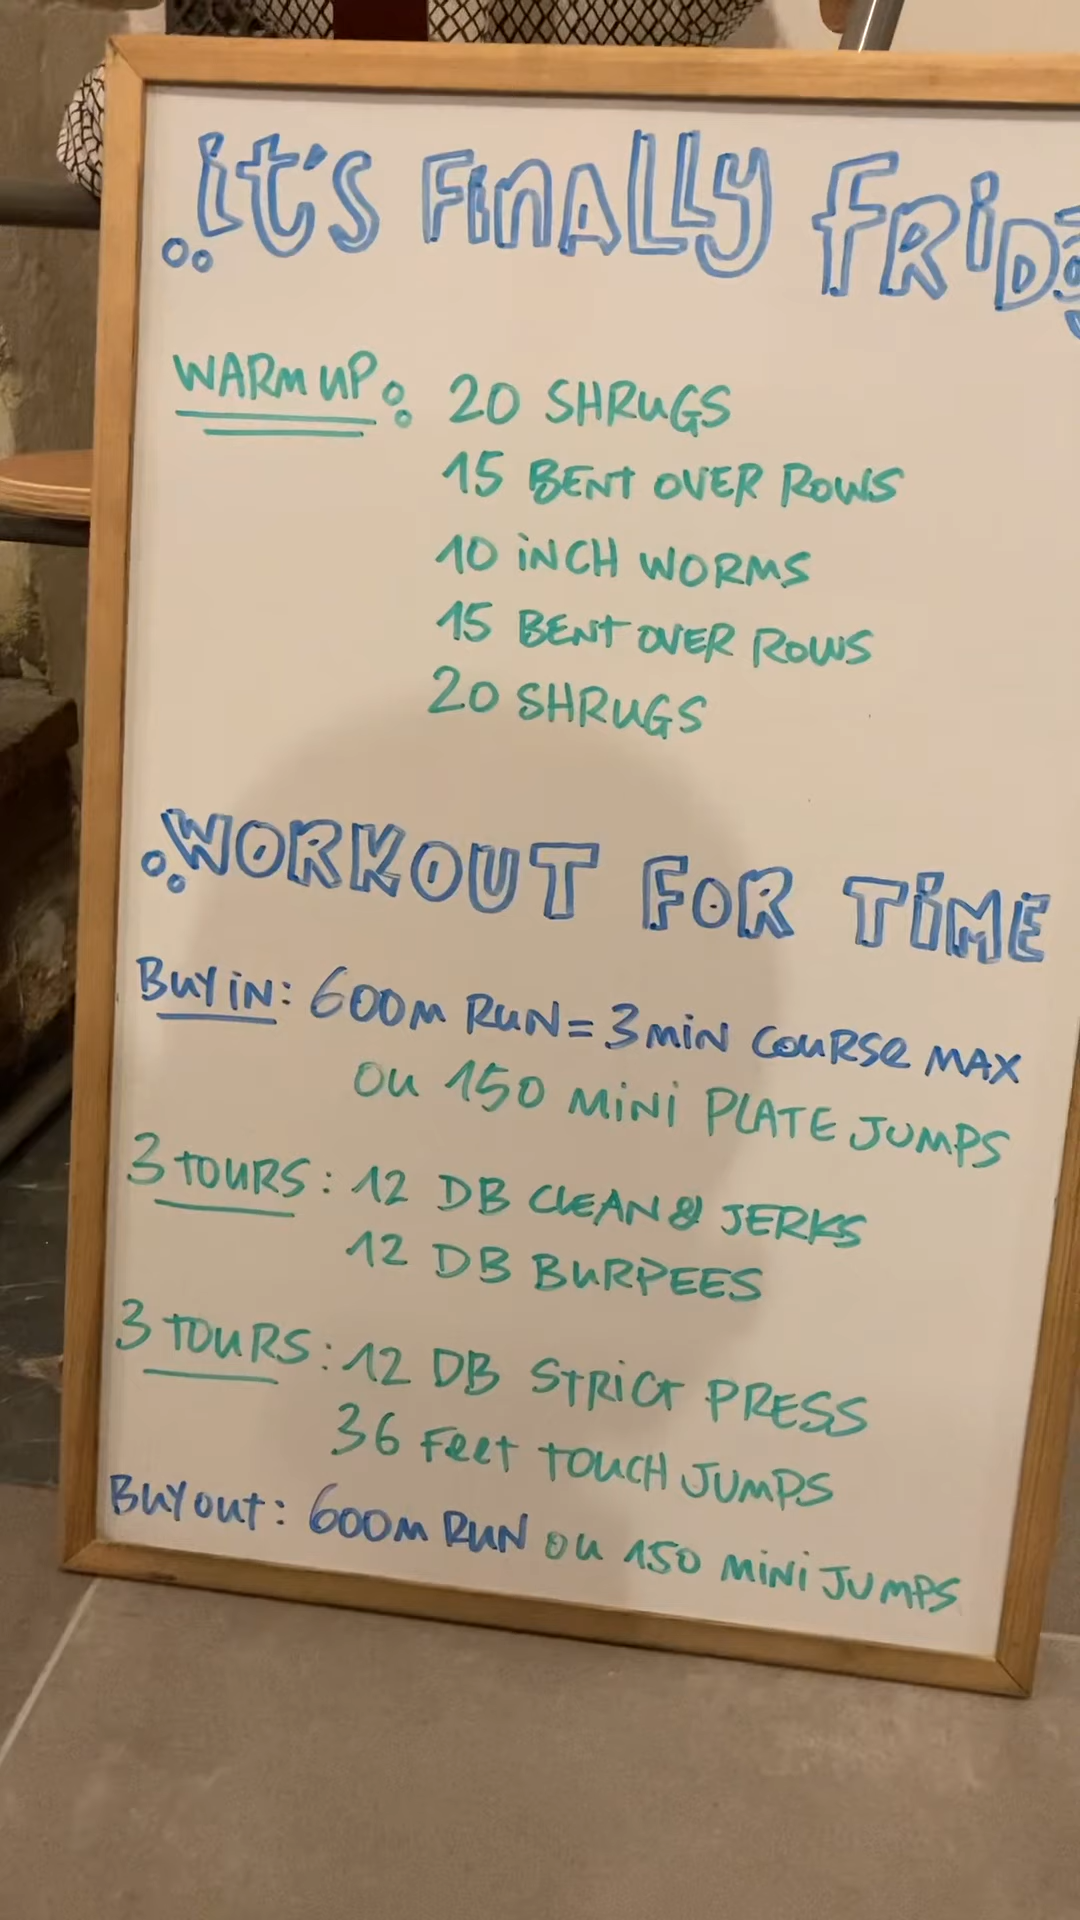 it's Finally Frid
WARM UP: 20 SHRUGS
15 BENT OVER ROWS
10 INCH WORMS
15 BENT OVER ROWS
20 SHRUGS
WORKOUT FOR TIME
Buy in: 600m RUN = 3 min course MAX
ou 150 MINI PLATE JUMPS
3 TOURS: 12 DB CLEAN & JERKS
12 DB BURPEES
3 TOURS: 12 DB STRICT PRESS
36 Feet TOUCH JUMPS
Buy out: 600m RUN ou 150 MINI JUMPS